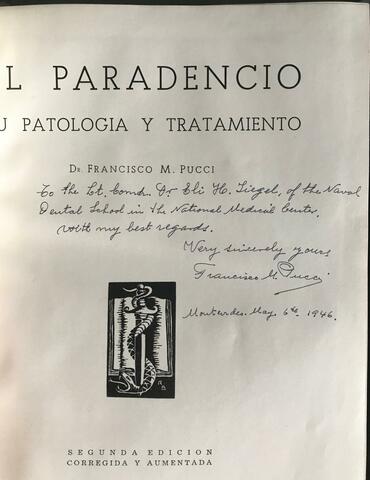 L PARADENCIO
U PATOLOGIA Y TRATAMIENTO
DR. FRANCISCO M. PUCCI
To the Lt. Comdr. Dr Eli H. Siegel, of the Naval
Dental School in the National Medical Center,
with my best regards.
Very sincerely yours
Francisco M. Pucci
Montevideo. May 6th, 1946.
SEGUNDA EDICION
CORREGIDA Y AUMENTADA